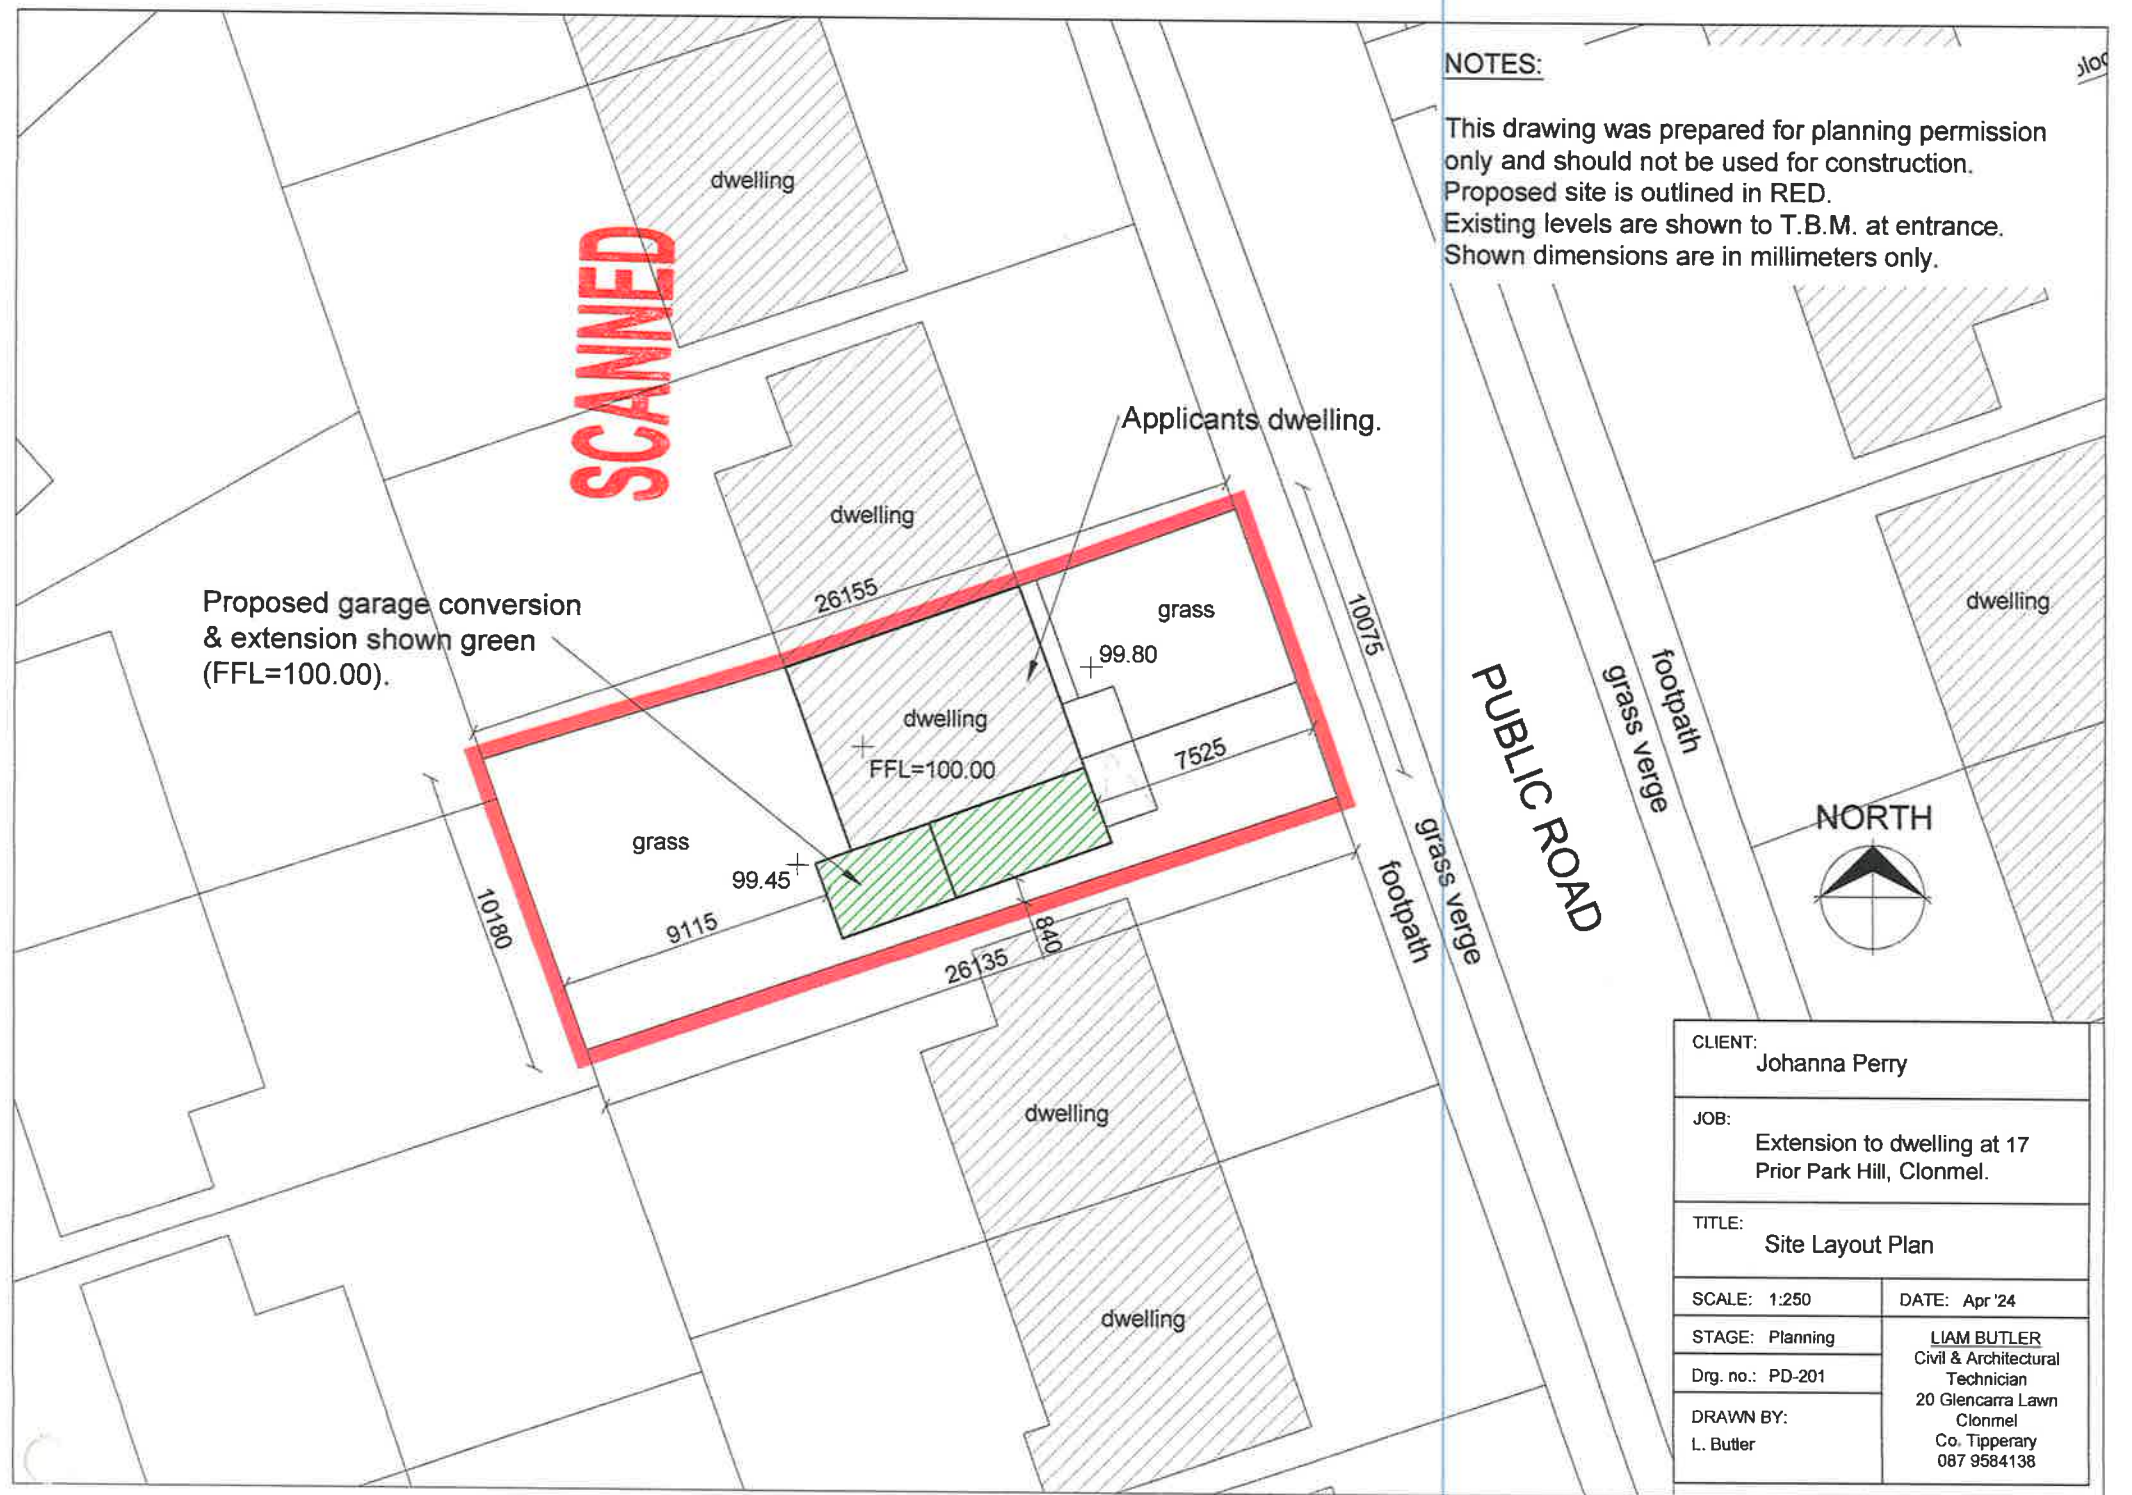 NOTES:
This drawing was prepared for planning permission
only and should not be used for construction.
Proposed site is outlined in RED.
Existing levels are shown to T.B.M. at entrance.
Shown dimensions are in millimeters only.
dwelling
SCANNED
Applicants dwelling.
dwelling
26155
Proposed garage conversion
& extension shown green
(FFL=100.00).
grass
99.80
10075
dwelling
FFL=100.00
7525
grass
99.45
9115
10180
840
26135
PUBLIC ROAD
footpath
grass verge
grass verge
footpath
dwelling
NORTH
dwelling
dwelling
CLIENT:
Johanna Perry
JOB:
Extension to dwelling at 17
Prior Park Hill, Clonmel.
TITLE:
Site Layout Plan
SCALE: 1:250
DATE: Apr '24
STAGE: Planning
Drg. no.: PD-201
DRAWN BY:
L. Butler
LIAM BUTLER
Civil & Architectural
Technician
20 Glencarra Lawn
Clonmel
Co. Tipperary
087 9584138